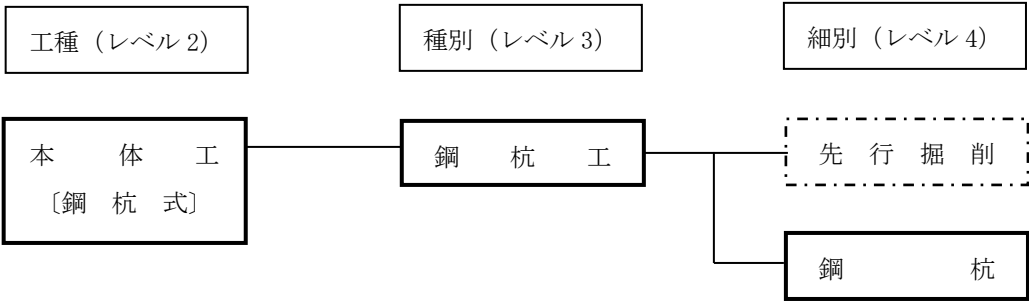 工種（レベル 2）
種別（レベル 3）
細別（レベル 4）
本　体　工
〔鋼　杭　式〕
鋼　杭　工
先　行　掘　削
鋼　　　　　杭